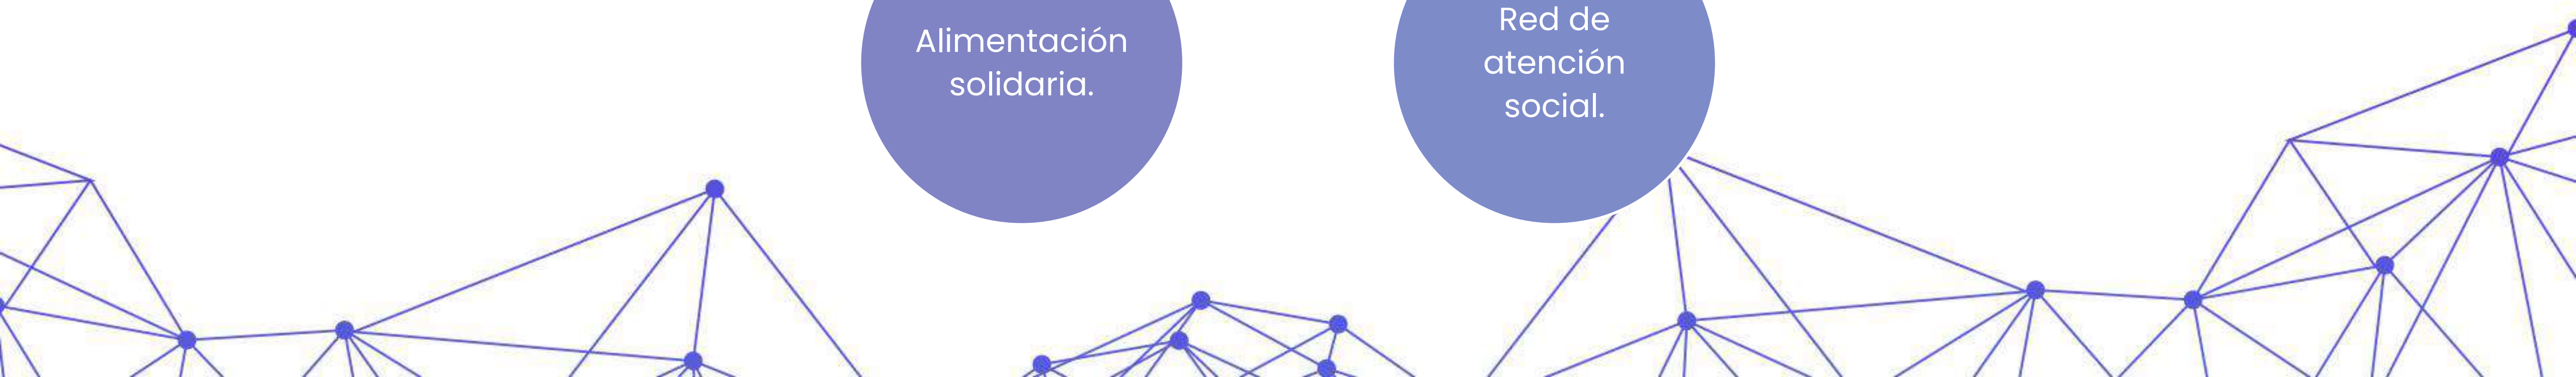 Alimentación
solidaria.
Red de
atención
social.